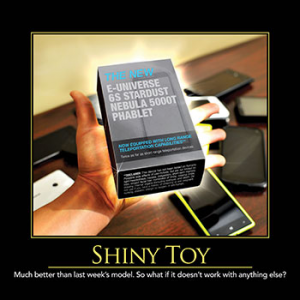 THE NEW
E-UNIVERSE
6S STARDUST
NEBULA 5000T
PHABLET
NOW EQUIPPED WITH LONG RANGE
TELEPORTATION CAPABILITIES!
SHINY TOY
Much better than last week's model. So what if it doesn't work with anything else?